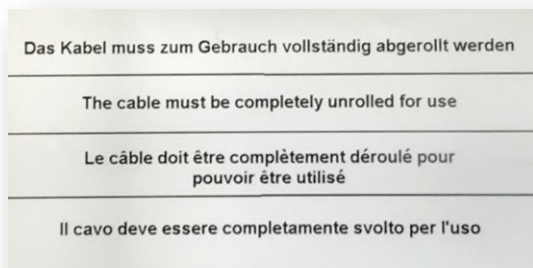 Das Kabel muss zum Gebrauch vollständig abgerollt werden
The cable must be completely unrolled for use
Le câble doit être complètement déroulé pour
pouvoir être utilisé
Il cavo deve essere completamente svolto per l'uso